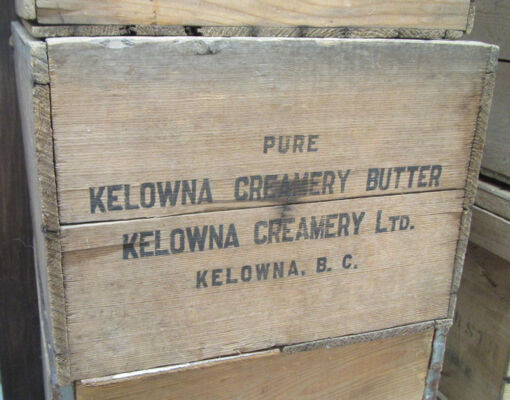 PURE
KELOWNA CREAMERY BUTTER
KELOWNA CREAMERY LTD.
KELOWNA, B. C.